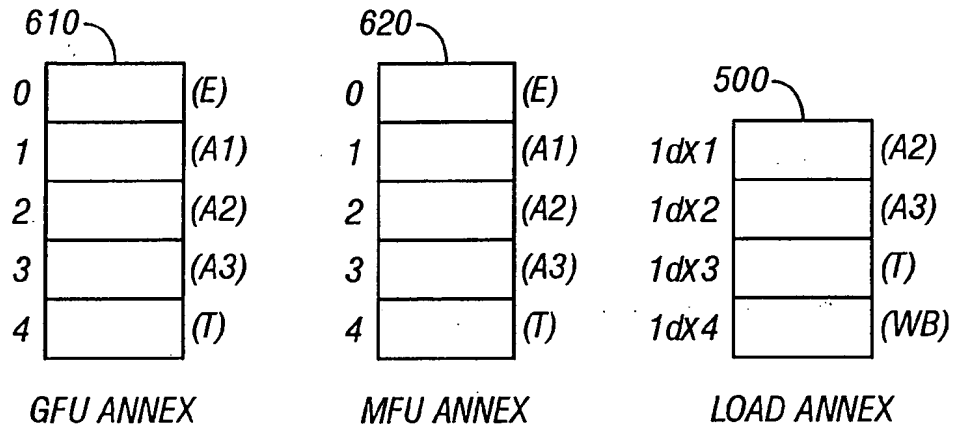 610
0 (E)
1 (A1)
2 (A2)
3 (A3)
4 (T)
GFU ANNEX
620
0 (E)
1 (A1)
2 (A2)
3 (A3)
4 (T)
MFU ANNEX
500
1dX1 (A2)
1dX2 (A3)
1dX3 (T)
1dX4 (WB)
LOAD ANNEX